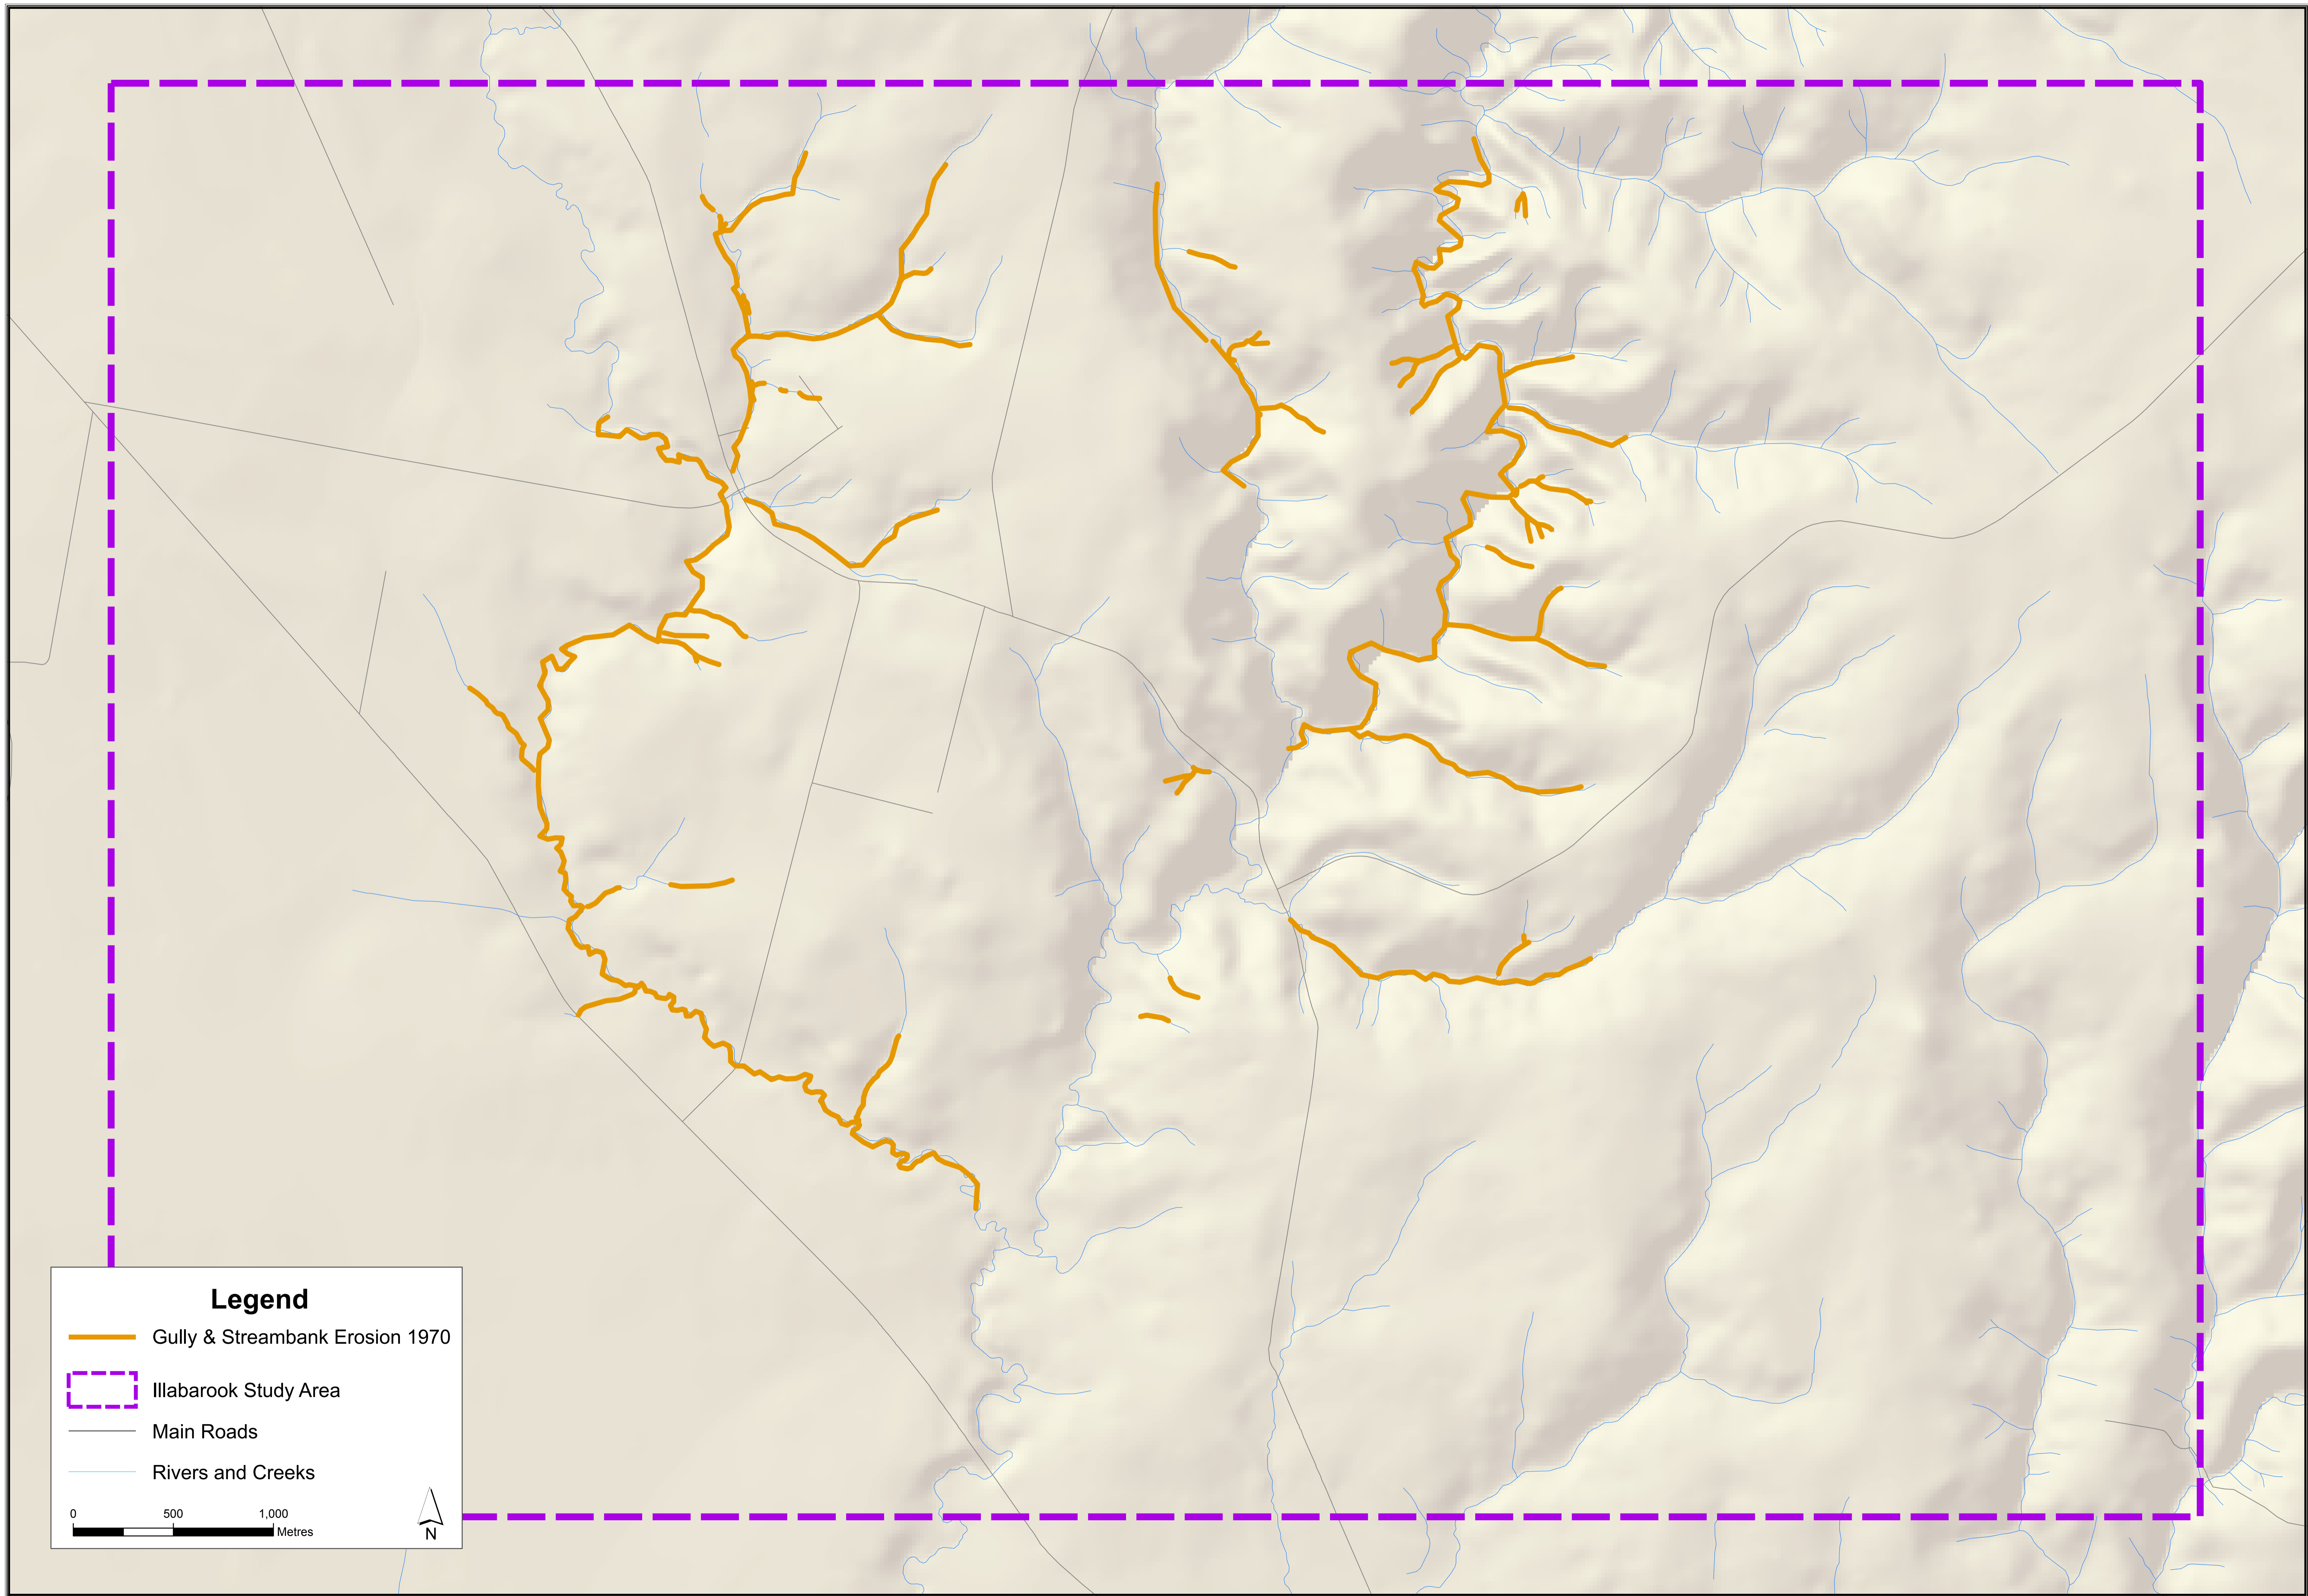 Legend
Gully & Streambank Erosion 1970
Illabarook Study Area
Main Roads
Rivers and Creeks
0 500 1,000
Metres
N